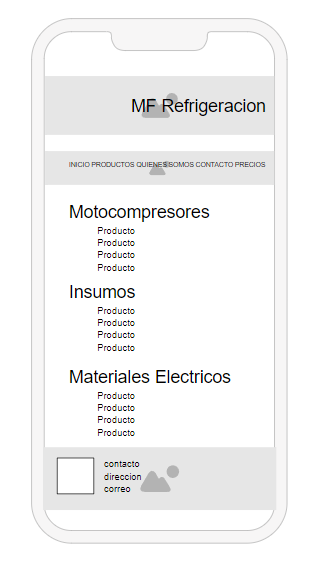 MF Refrigeracion
INICIO PRODUCTOS QUIENES SOMOS CONTACTO PRECIOS
Motocompresores
Producto
Producto
Producto
Producto
Insumos
Producto
Producto
Producto
Producto
Materiales Electricos
Producto
Producto
Producto
Producto
contacto
direccion
correo